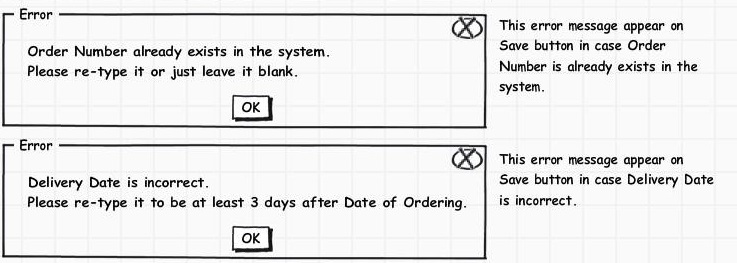 Error
Order Number already exists in the system.
Please re-type it or just leave it blank.
OK
This error message appear on
Save button in case Order
Number is already exists in the
system.
Error
Delivery Date is incorrect.
Please re-type it to be at least 3 days after Date of Ordering.
OK
This error message appear on
Save button in case Delivery Date
is incorrect.